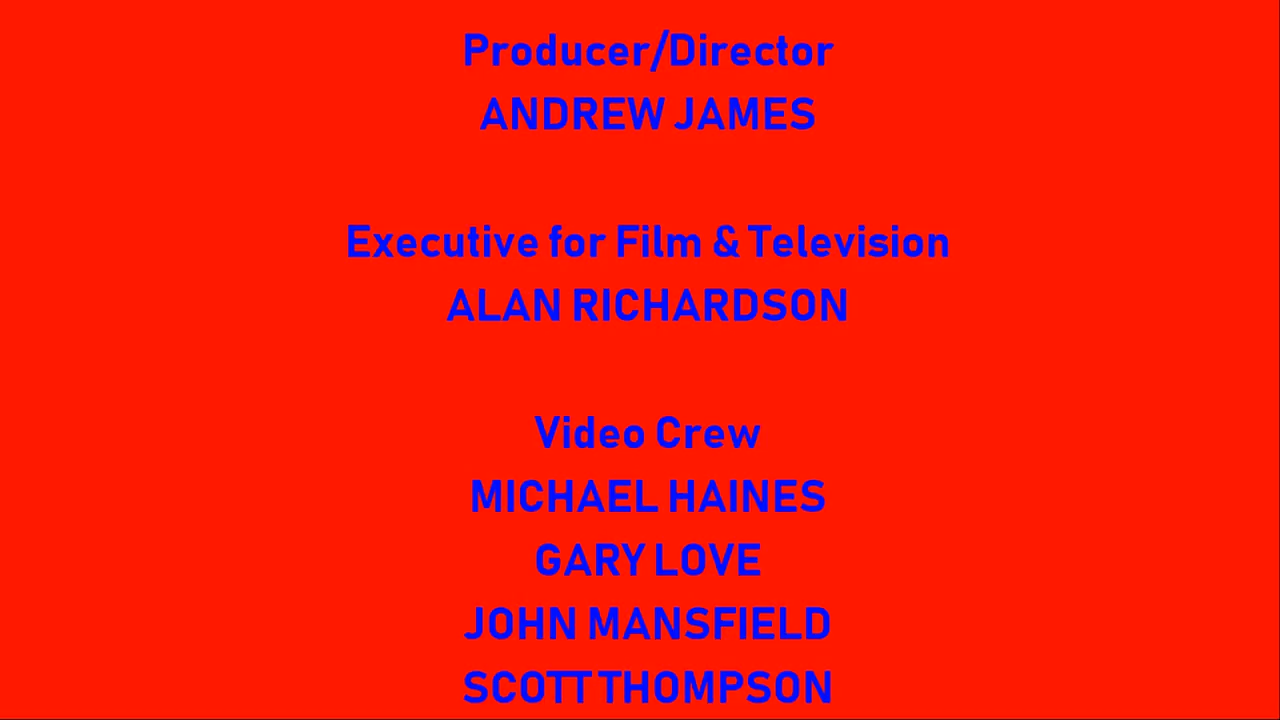 Producer/Director
ANDREW JAMES
Executive for Film & Television
ALAN RICHARDSON
Video Crew
MICHAEL HAINES
GARY LOVE
JOHN MANSFIELD
SCOTT THOMPSON